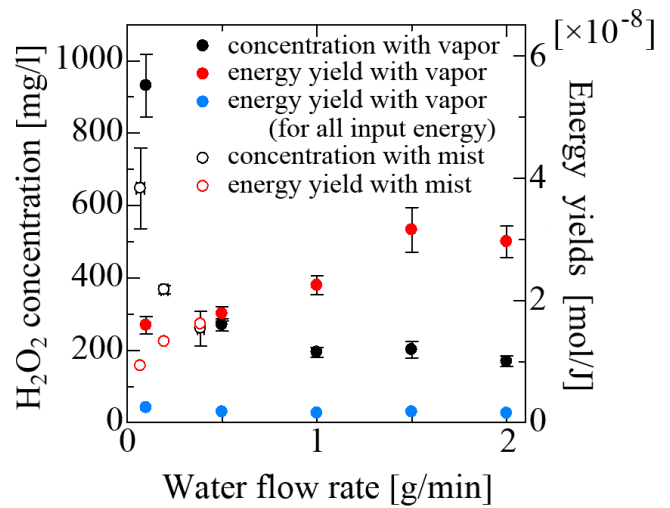 [×10⁻⁸]
H₂O₂ concentration [mg/l]
1000
800
600
400
200
0
concentration with vapor
energy yield with vapor
energy yield with vapor
(for all input energy)
concentration with mist
energy yield with mist
6
4
2
0
Energy yields [mol/J]
0
1
2
Water flow rate [g/min]